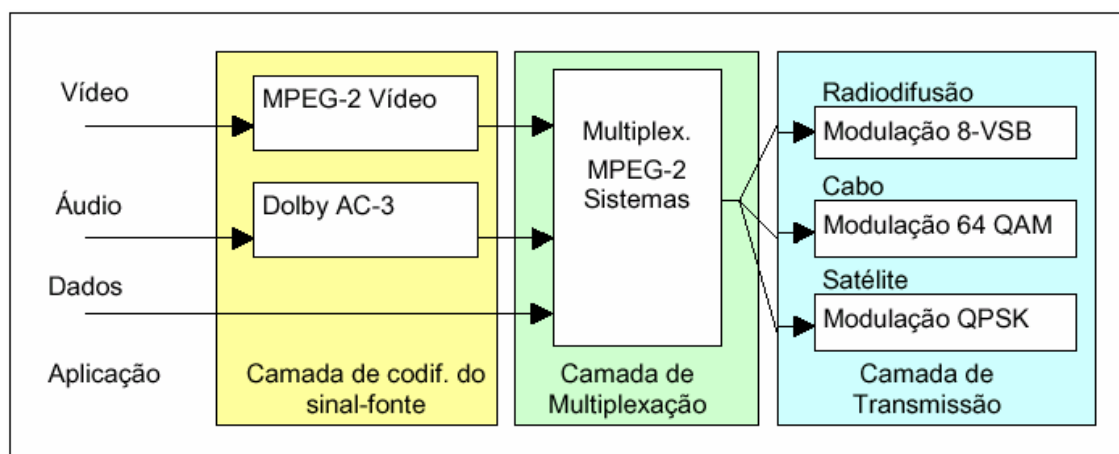 Vídeo
Áudio
Dados
Aplicação
MPEG-2 Vídeo
Dolby AC-3
Camada de codif. do
sinal-fonte
Multiplex.
MPEG-2
Sistemas
Camada de
Multiplexação
Radiodifusão
Modulação 8-VSB
Cabo
Modulação 64 QAM
Satélite
Modulação QPSK
Camada de
Transmissão